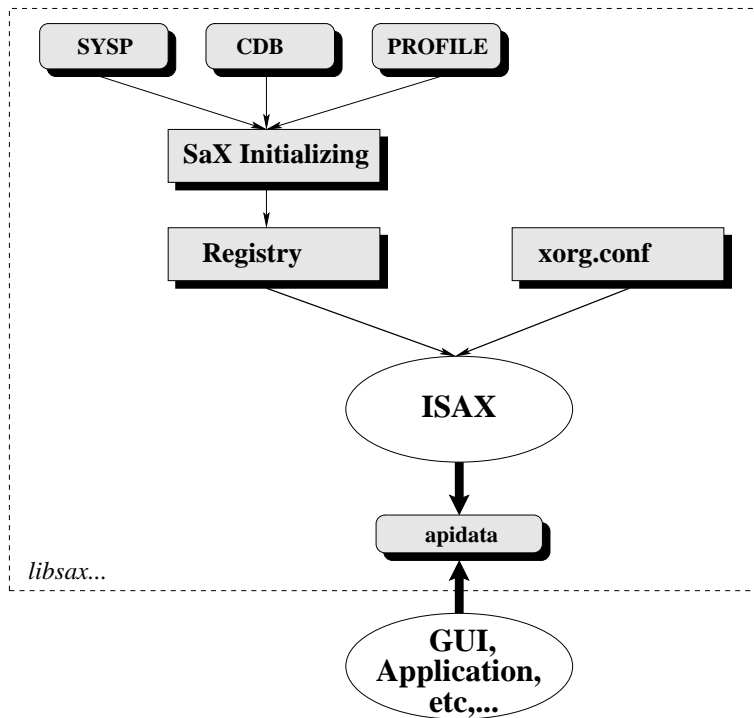 SYSP
CDB
PROFILE
SaX Initializing
Registry
xorg.conf
ISAX
apidata
libsax...
GUI,
Application,
etc,...